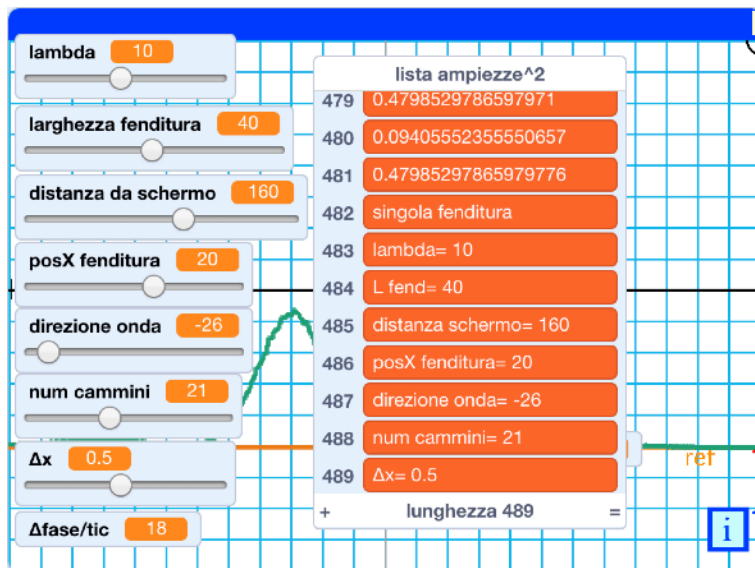 lambda 10
larghezza fenditura 40
distanza da schermo 160
posX fenditura 20
direzione onda -26
num cammini 21
Δx 0.5
Δfase/tic 18
lista ampiezze^2
479 0.4798529786597971
480 0.09405552355550657
481 0.47985297865979776
482 singola fenditura
483 lambda= 10
484 L fend= 40
485 distanza schermo= 160
486 posX fenditura= 20
487 direzione onda= -26
488 num cammini= 21
489 Δx= 0.5
+ lunghezza 489 =
ref
i